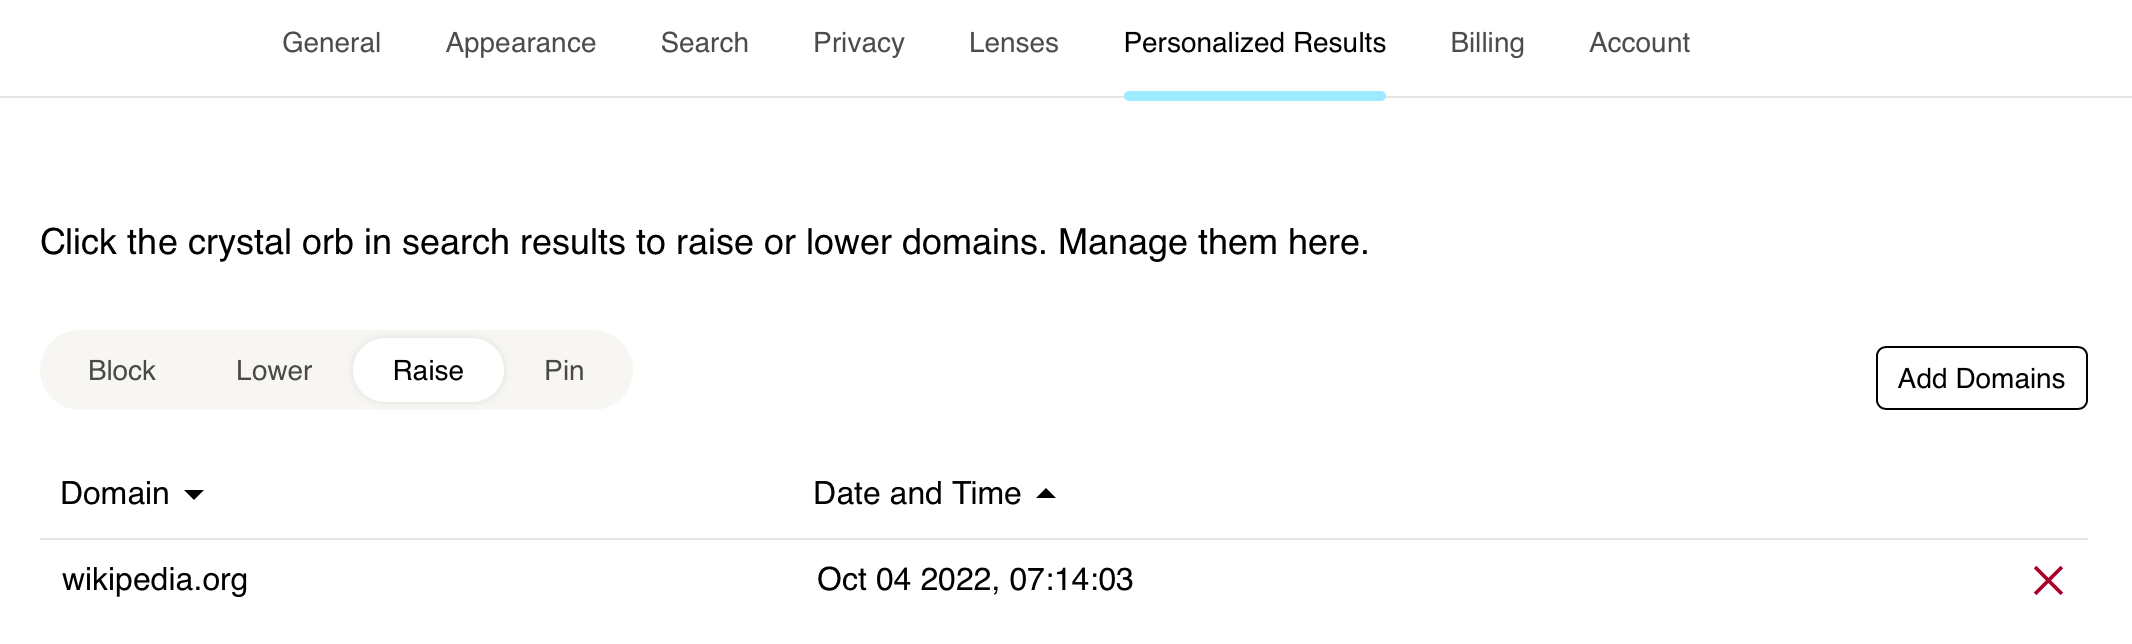 General Appearance Search Privacy Lenses Personalized Results Billing Account
Click the crystal orb in search results to raise or lower domains. Manage them here.
Block Lower Raise Pin
Add Domains
Domain Date and Time
wikipedia.org Oct 04 2022, 07:14:03